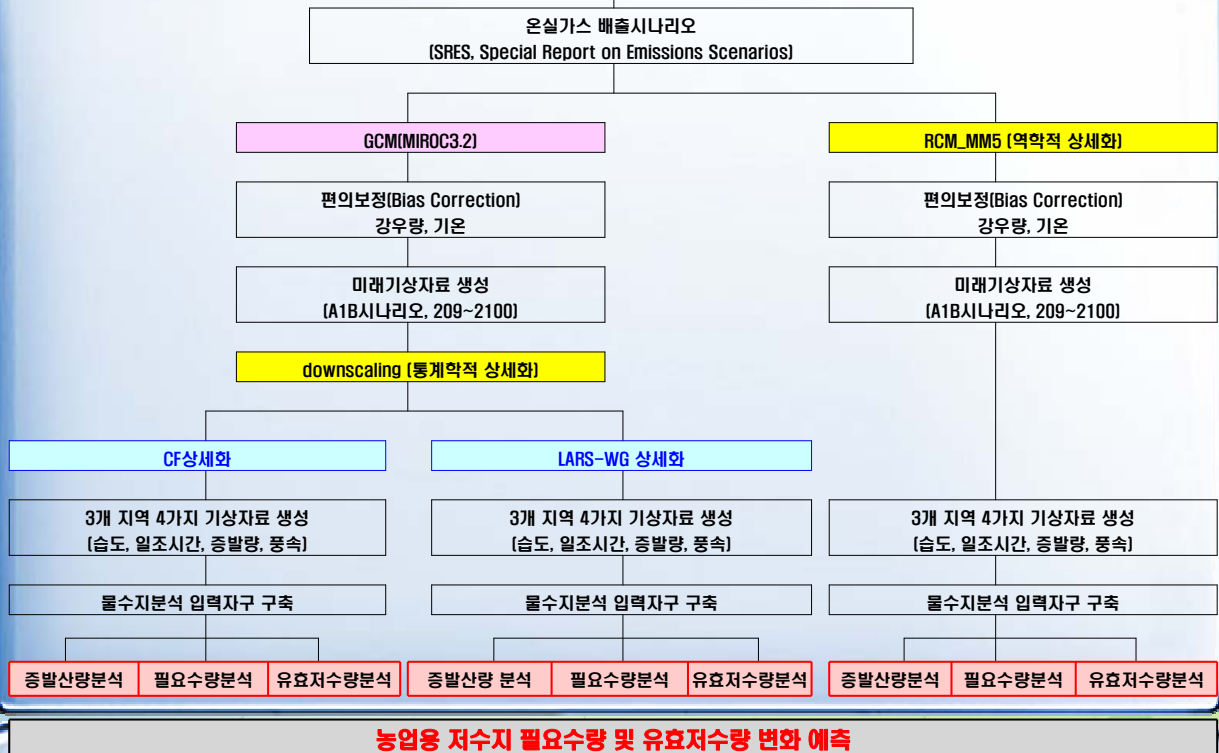 온실가스 배출시나리오
(SRES, Special Report on Emissions Scenarios)
GCM(MIROC3.2)
RCM_MM5 (역학적 상세화)
편의보정(Bias Correction)
강우량, 기온
편의보정(Bias Correction)
강우량, 기온
미래기상자료 생성
(A1B시나리오, 209~2100)
미래기상자료 생성
(A1B시나리오, 209~2100)
downscaling (통계학적 상세화)
CF상세화
LARS-WG 상세화
3개 지역 4가지 기상자료 생성
(습도, 일조시간, 증발량, 풍속)
3개 지역 4가지 기상자료 생성
(습도, 일조시간, 증발량, 풍속)
3개 지역 4가지 기상자료 생성
(습도, 일조시간, 증발량, 풍속)
물수지분석 입력자구 구축
물수지분석 입력자구 구축
물수지분석 입력자구 구축
증발산량분석 필요수량분석 유효저수량분석
증발산량 분석 필요수량분석 유효저수량분석
증발산량분석 필요수량분석 유효저수량분석
농업용 저수지 필요수량 및 유효저수량 변화 예측